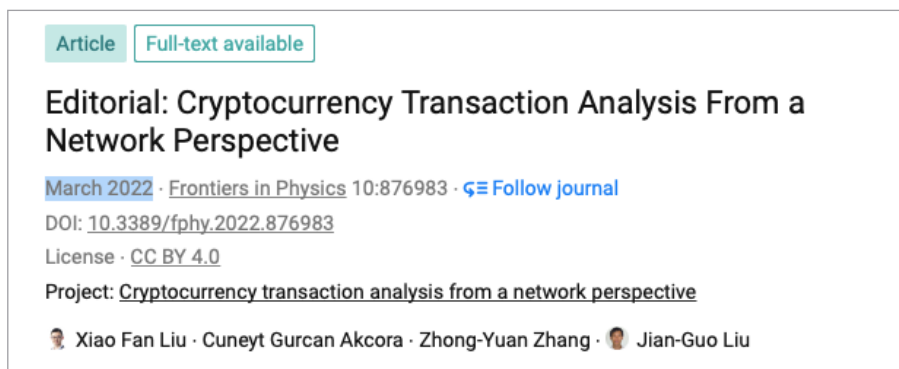 Article Full-text available
Editorial: Cryptocurrency Transaction Analysis From a
Network Perspective
March 2022 · Frontiers in Physics 10:876983 · Follow journal
DOI: 10.3389/fphy.2022.876983
License · CC BY 4.0
Project: Cryptocurrency transaction analysis from a network perspective
Xiao Fan Liu · Cuneyt Gurcan Akcora · Zhong-Yuan Zhang · Jian-Guo Liu